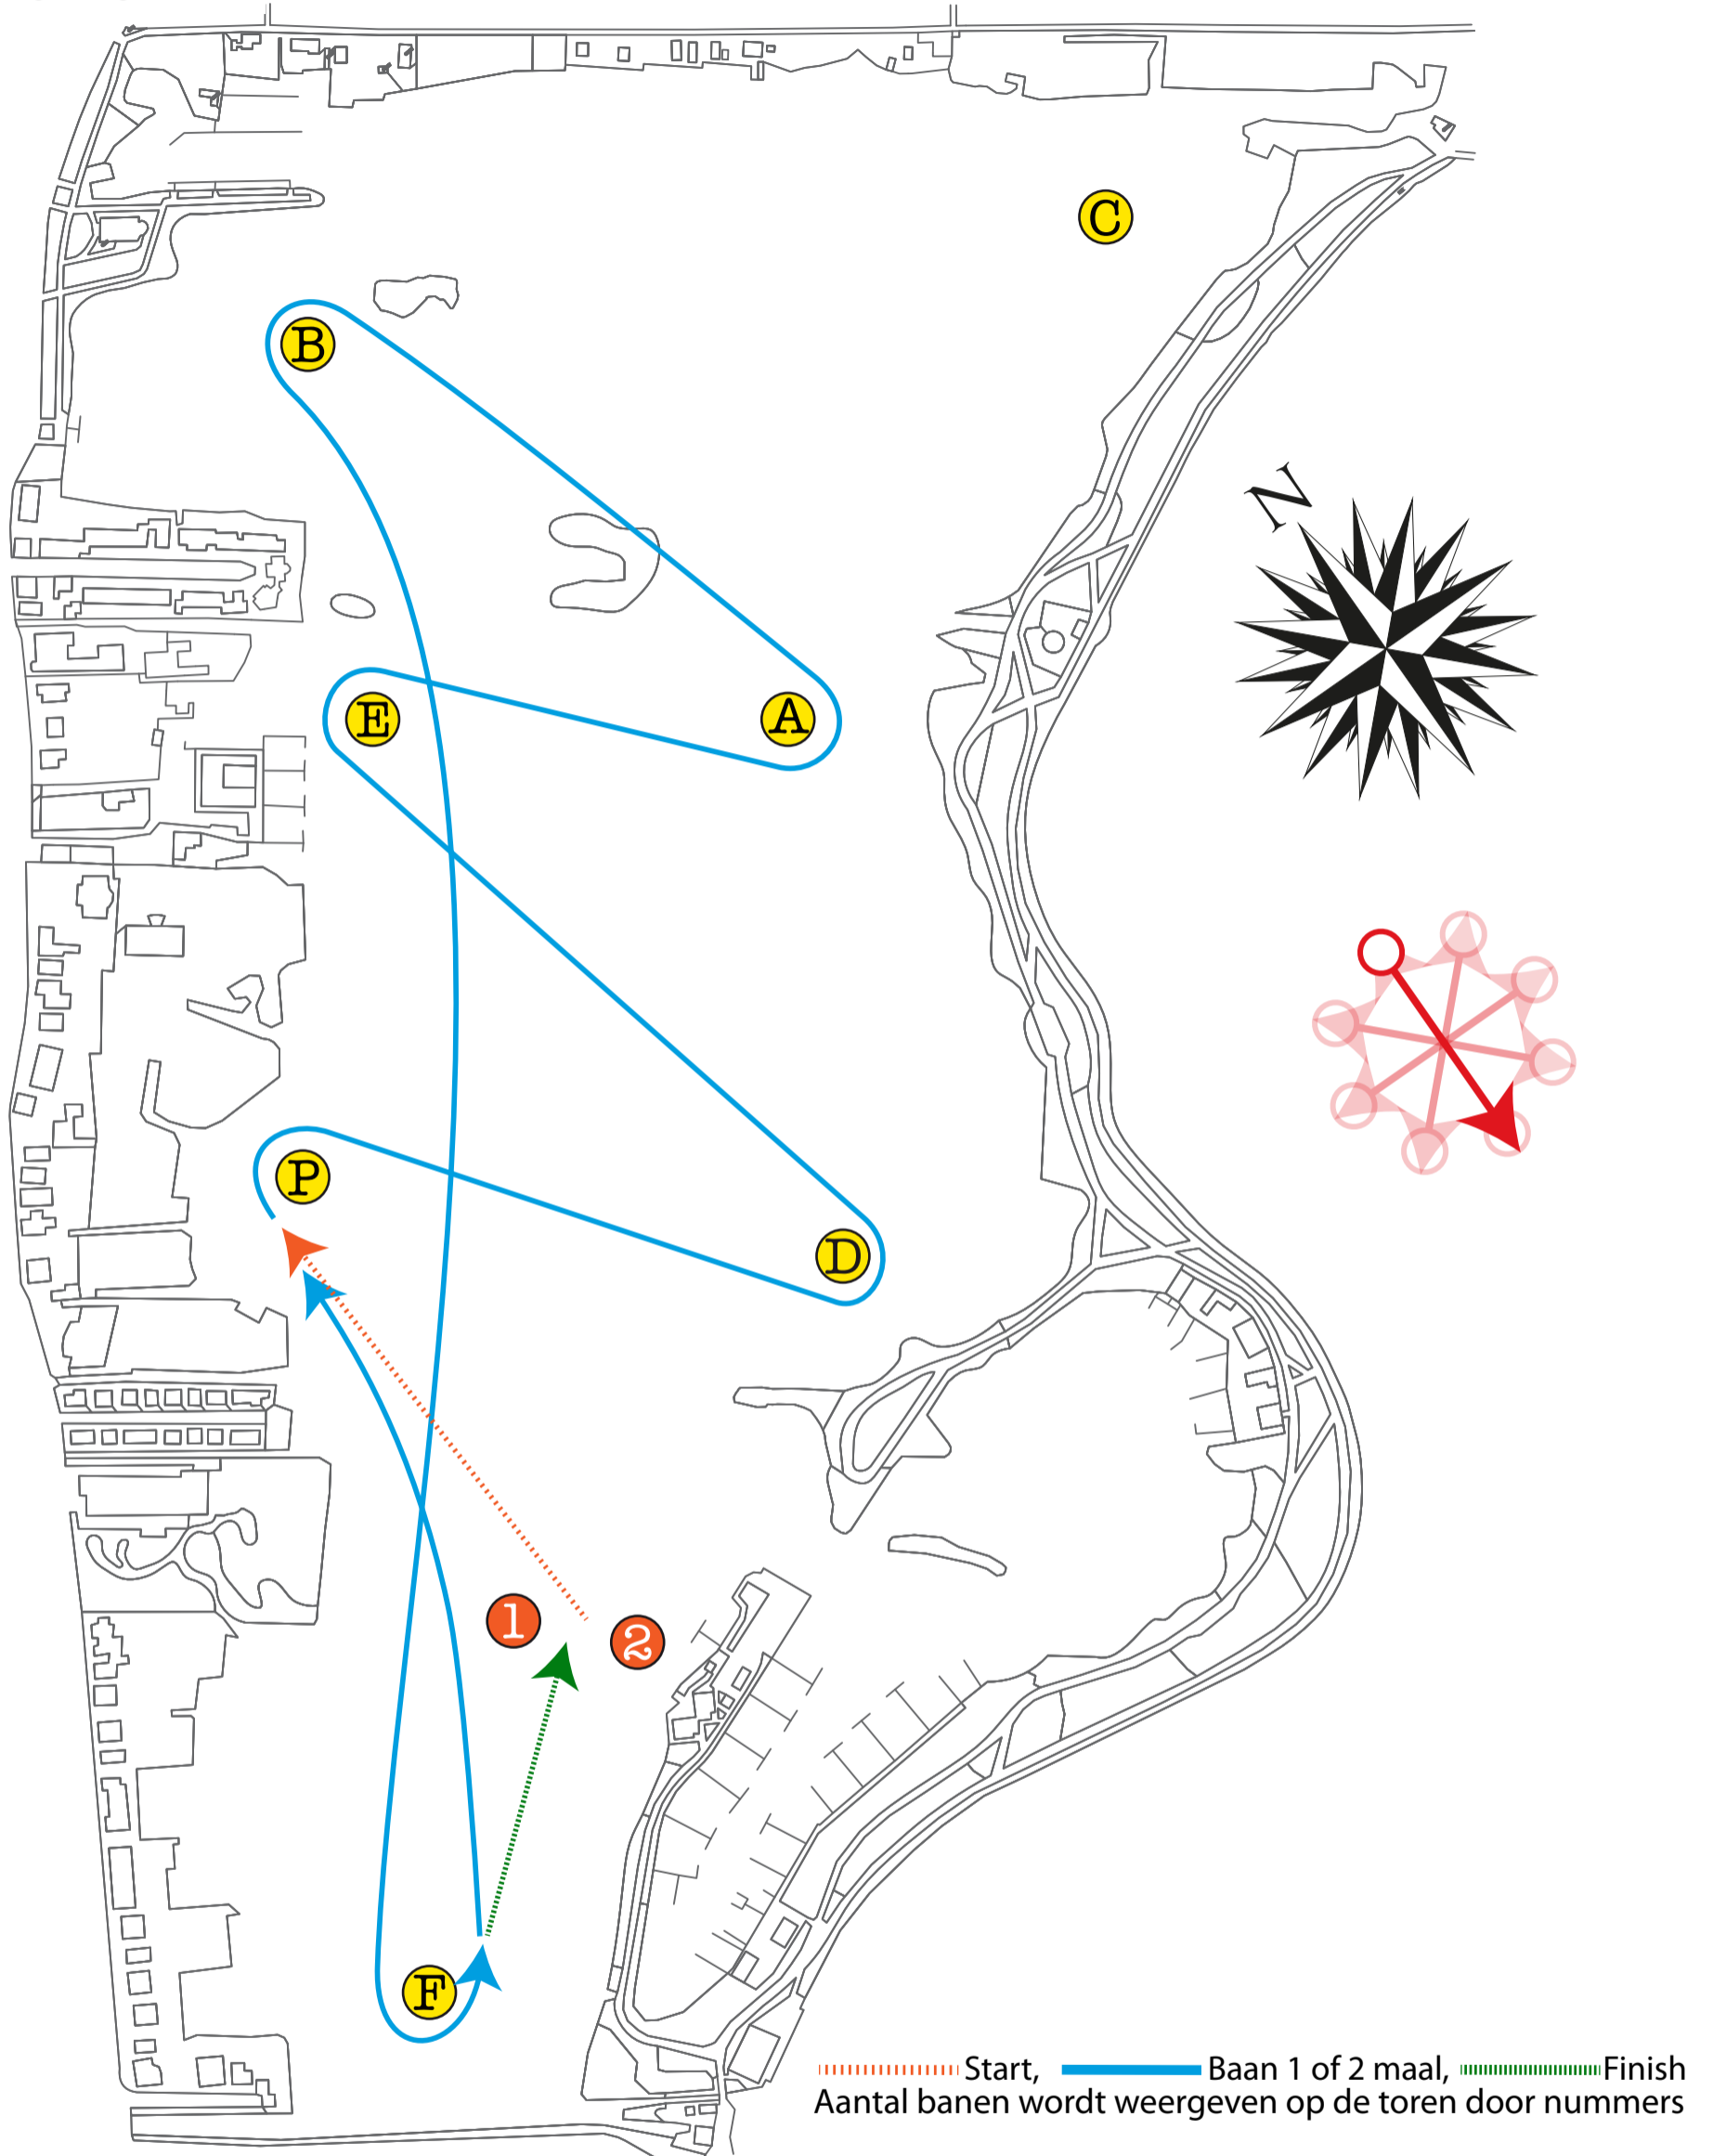 C
B
N
E
A
P
D
1
2
F
Start, Baan 1 of 2 maal, Finish
Aantal banen wordt weergeven op de toren door nummers